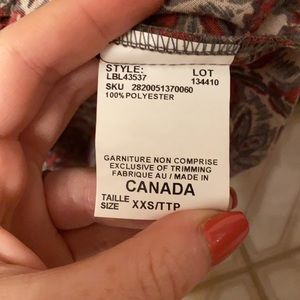 STYLE: LOT
LBL43537 134410
SKU 2820051370060
100% POLYESTER
GARNITURE NON COMPRISE
EXCLUSIVE OF TRIMMING
FABRIQUE AU / MADE IN
CANADA
TAILLE
SIZE XXS/TTP